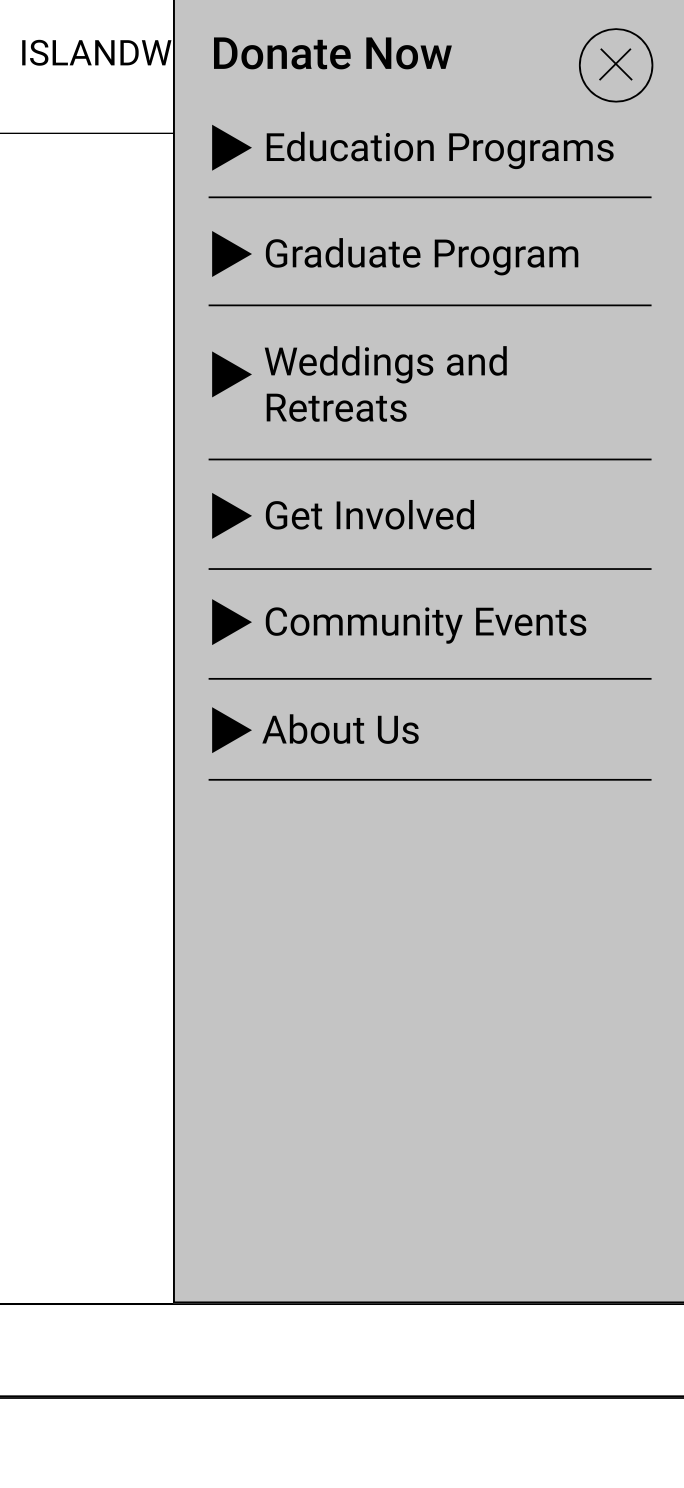 ISLANDW
Donate Now
Education Programs
Graduate Program
Weddings and
Retreats
Get Involved
Community Events
About Us